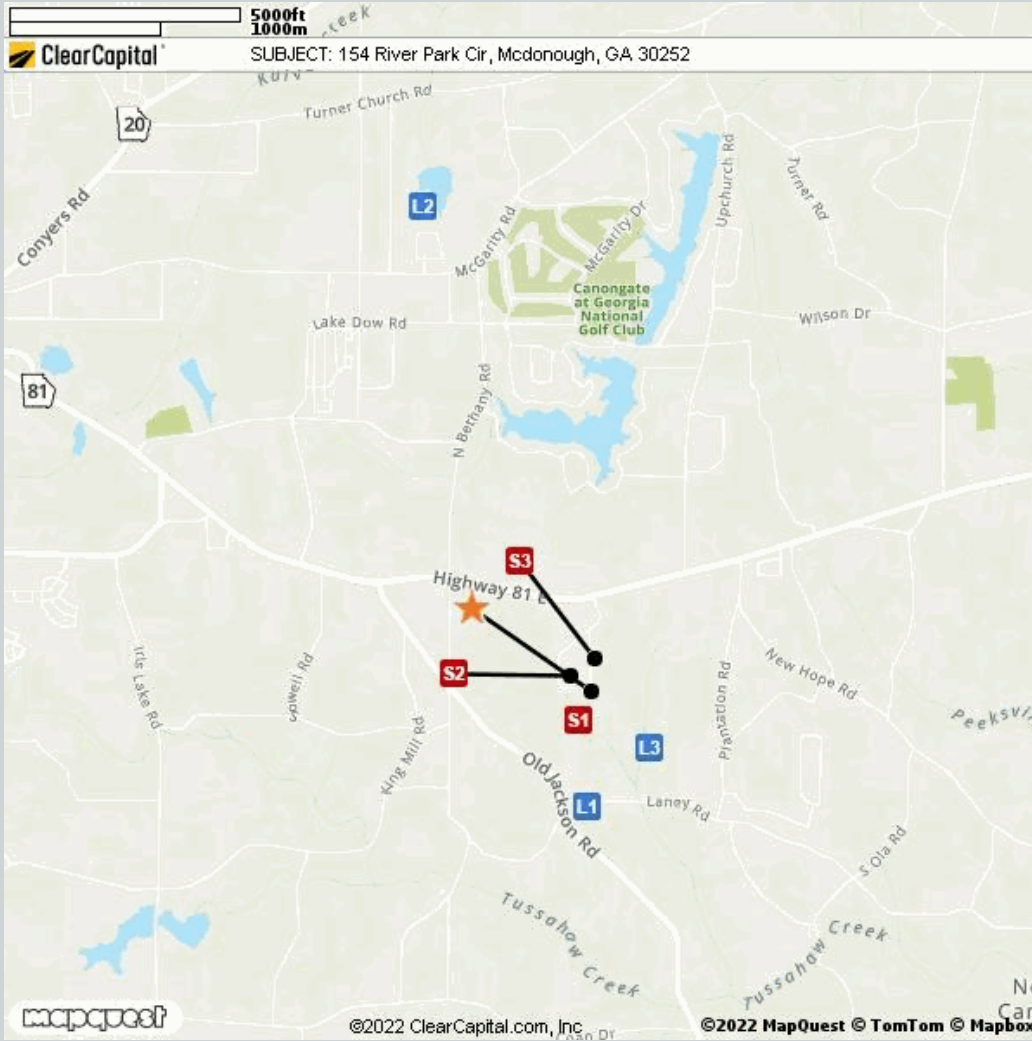 5000ft
1000m
Creek
ClearCapital
SUBJECT: 154 River Park Cir, Mcdonough, GA 30252
Turner Church Rd
20
Conyers Rd
L2
McGarity Rd
McGarity Dr
Upchurch Rd
Turner Rd
Canongate
at Georgia
National
Golf Club
Lake Dow Rd
Wilson Dr
81
N Bethany Rd
S3
Highway 81 E
S2
S1
Iris Lake Rd
Sowell Rd
King Mill Rd
Plantation Rd
New Hope Rd
L3
Old Jackson Rd
L1
Laney Rd
S Ola Rd
Tussahaw Creek
Tussahaw Creek
mapquest
©2022 ClearCapital.com, Inc
©2022 MapQuest © TomTom © Mapbox